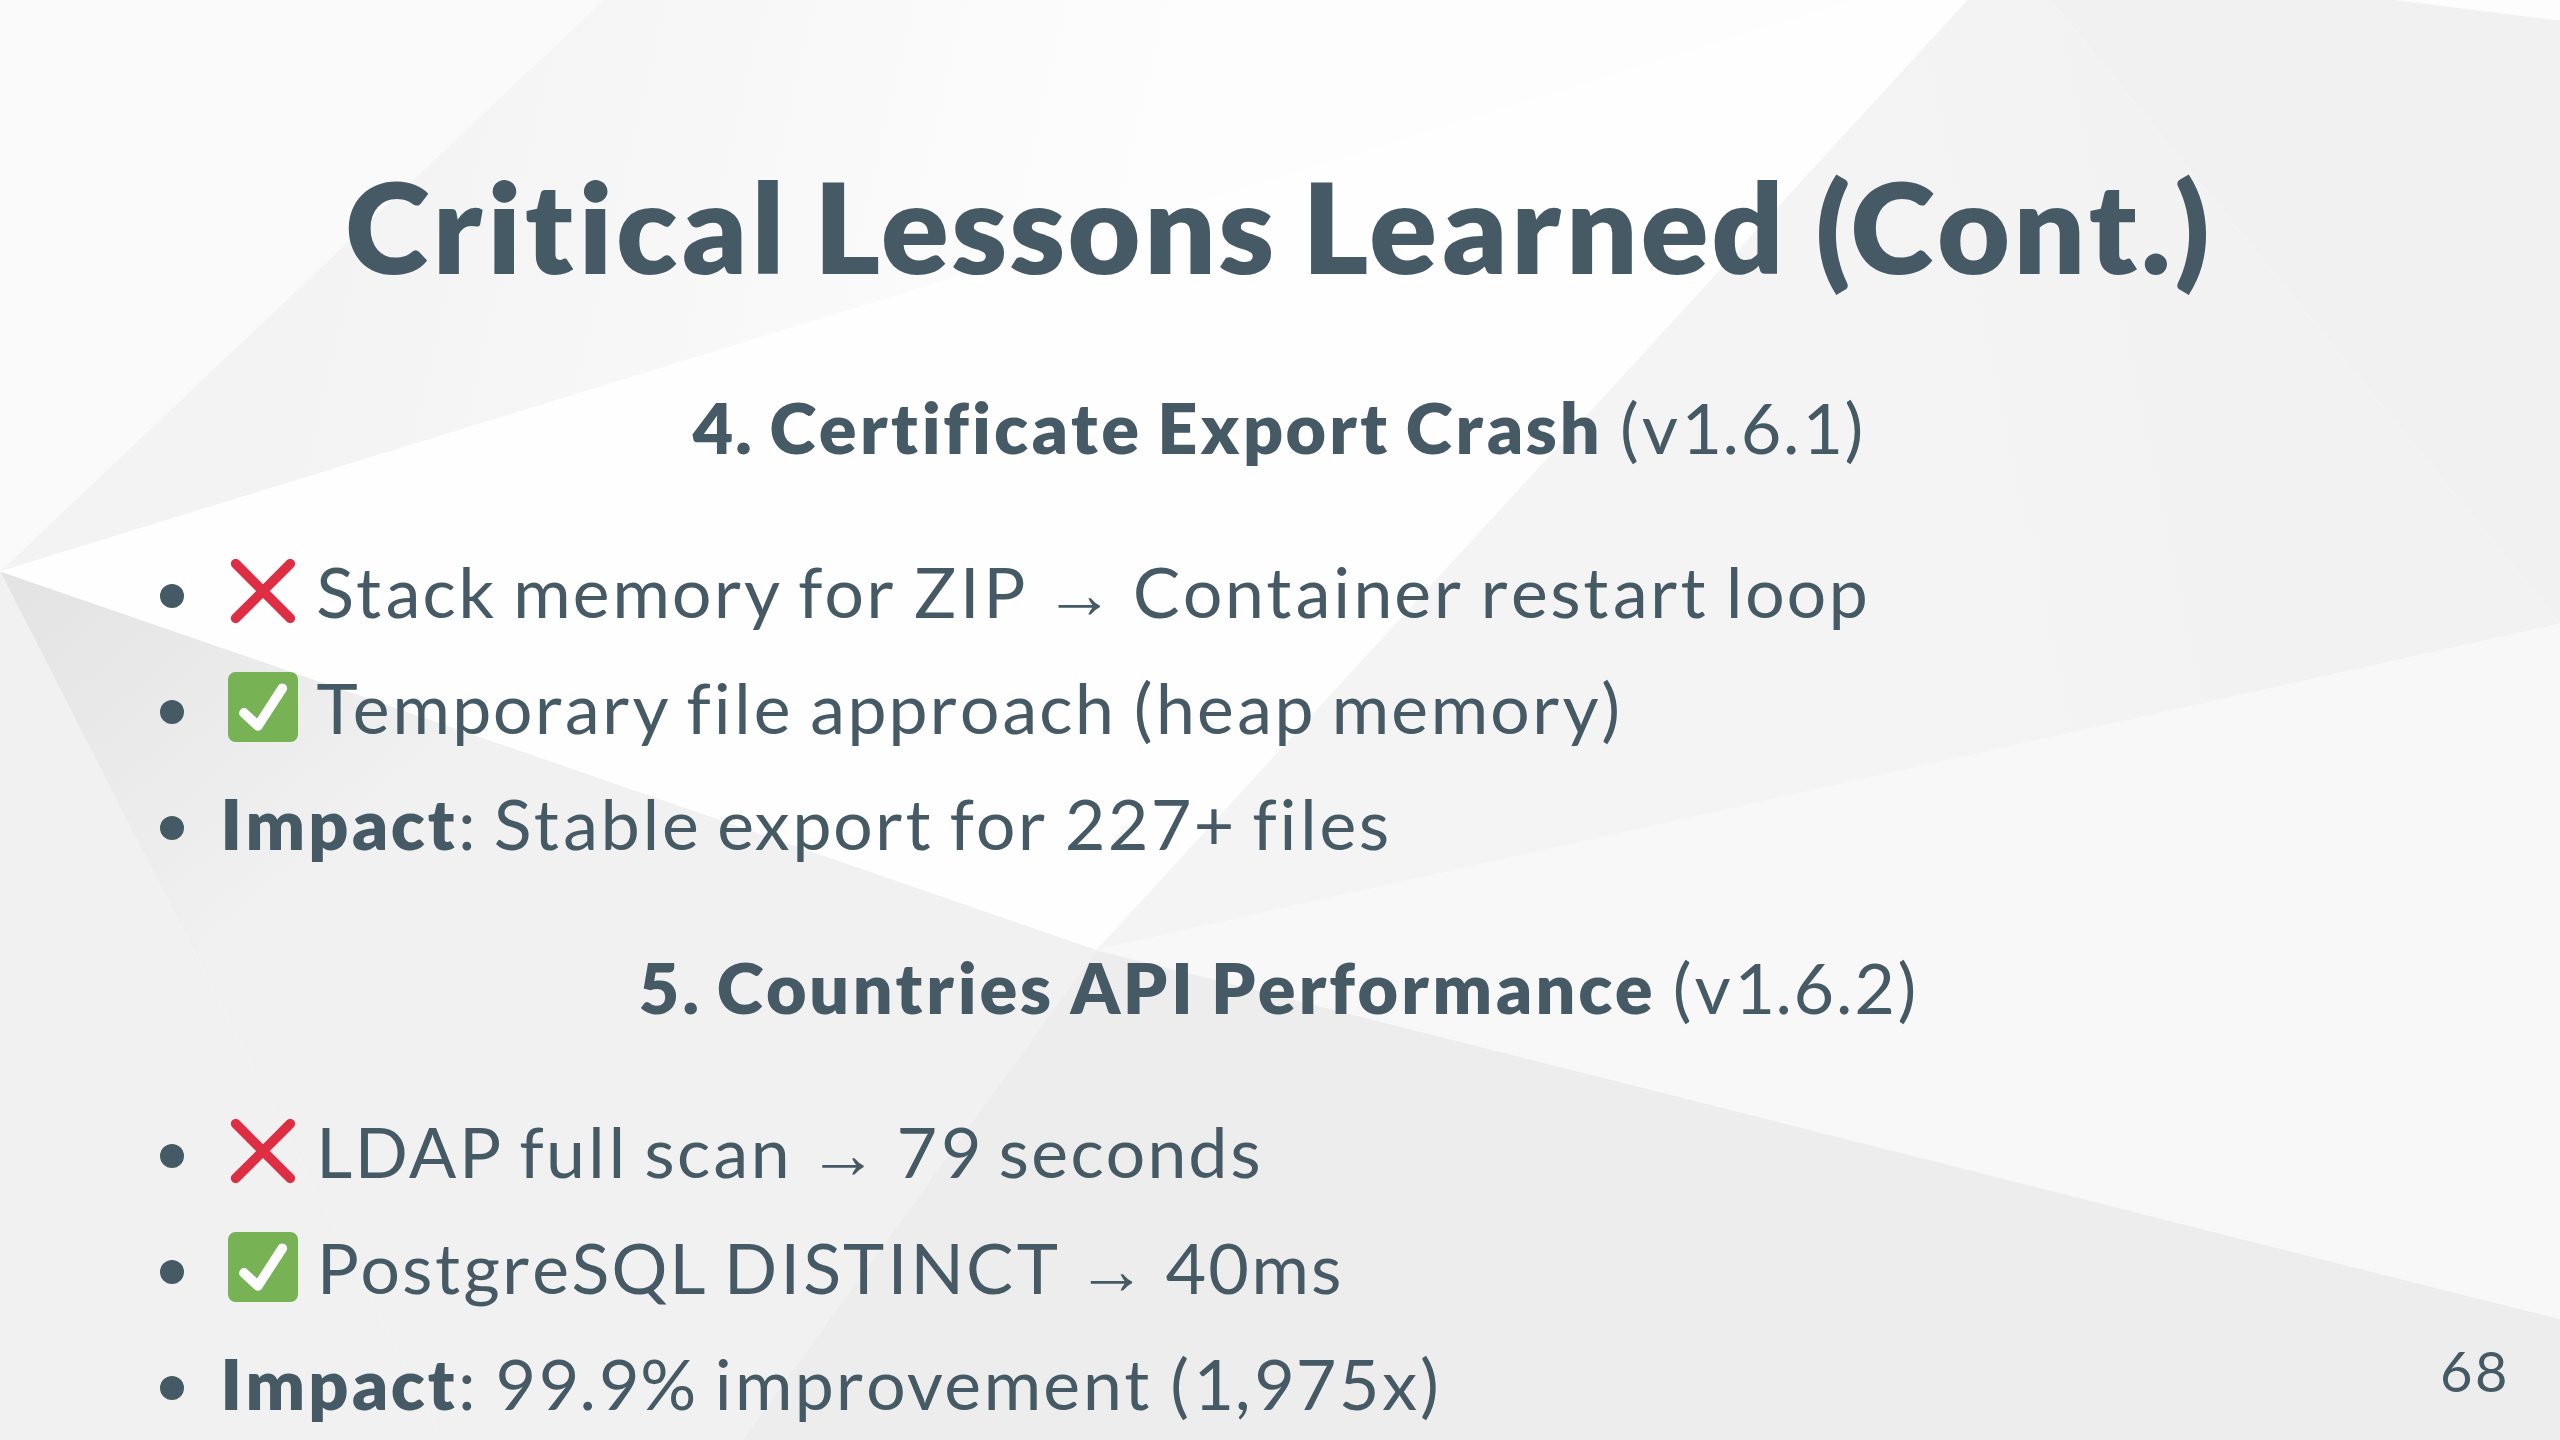 Critical Lessons Learned (Cont.)
4. Certificate Export Crash (v1.6.1)
• ❌ Stack memory for ZIP → Container restart loop
• ✅ Temporary file approach (heap memory)
• Impact: Stable export for 227+ files
5. Countries API Performance (v1.6.2)
• ❌ LDAP full scan → 79 seconds
• ✅ PostgreSQL DISTINCT → 40ms
• Impact: 99.9% improvement (1,975x)
68